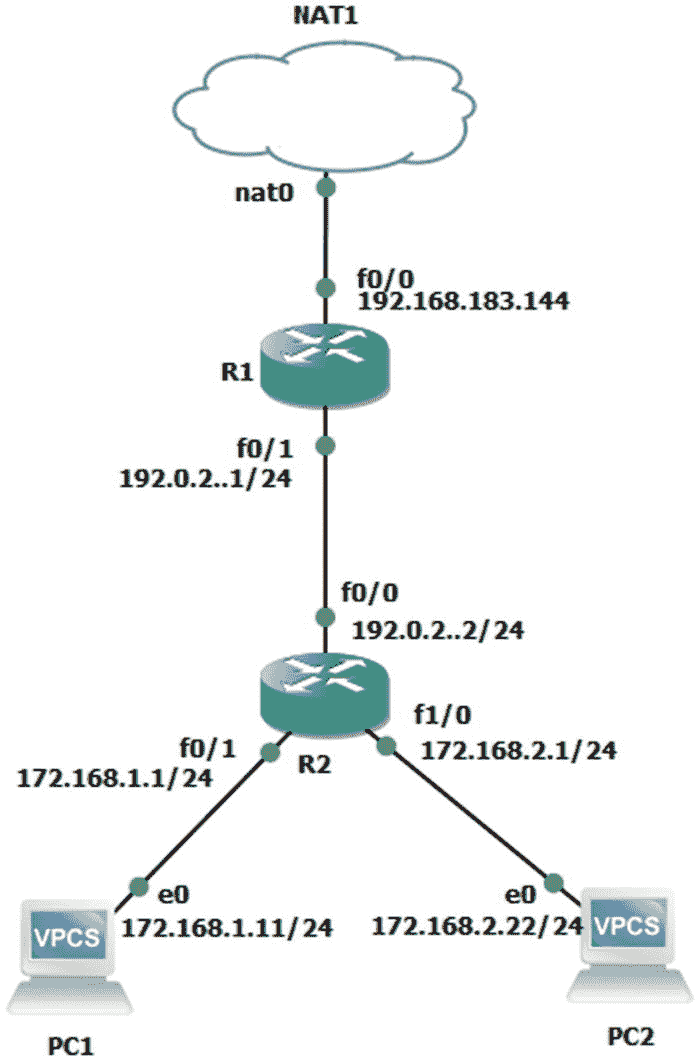 NAT1
nat0
f0/0
192.168.183.144
R1
f0/1
192.0.2..1/24
f0/0
192.0.2..2/24
f1/0
172.168.2.1/24
f0/1
172.168.1.1/24
R2
e0
172.168.1.11/24
e0
172.168.2.22/24
VPCS
VPCS
PC1
PC2